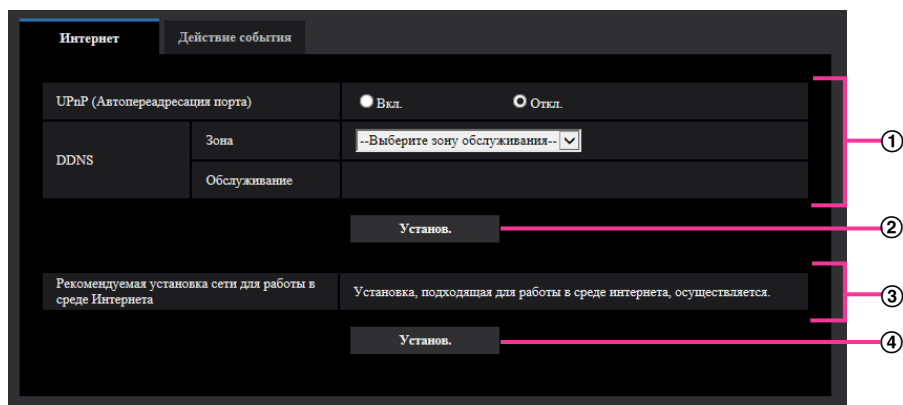 Интернет
Действие события
UPnP (Автопереадресация порта)
Вкл.
Откл.
DDNS
Зона
--Выберите зону обслуживания--
Обслуживание
1
Установ.
2
Рекомендуемая установка сети для работы в
среде Интернета
Установка, подходящая для работы в среде интернета, осуществляется.
3
Установ.
4